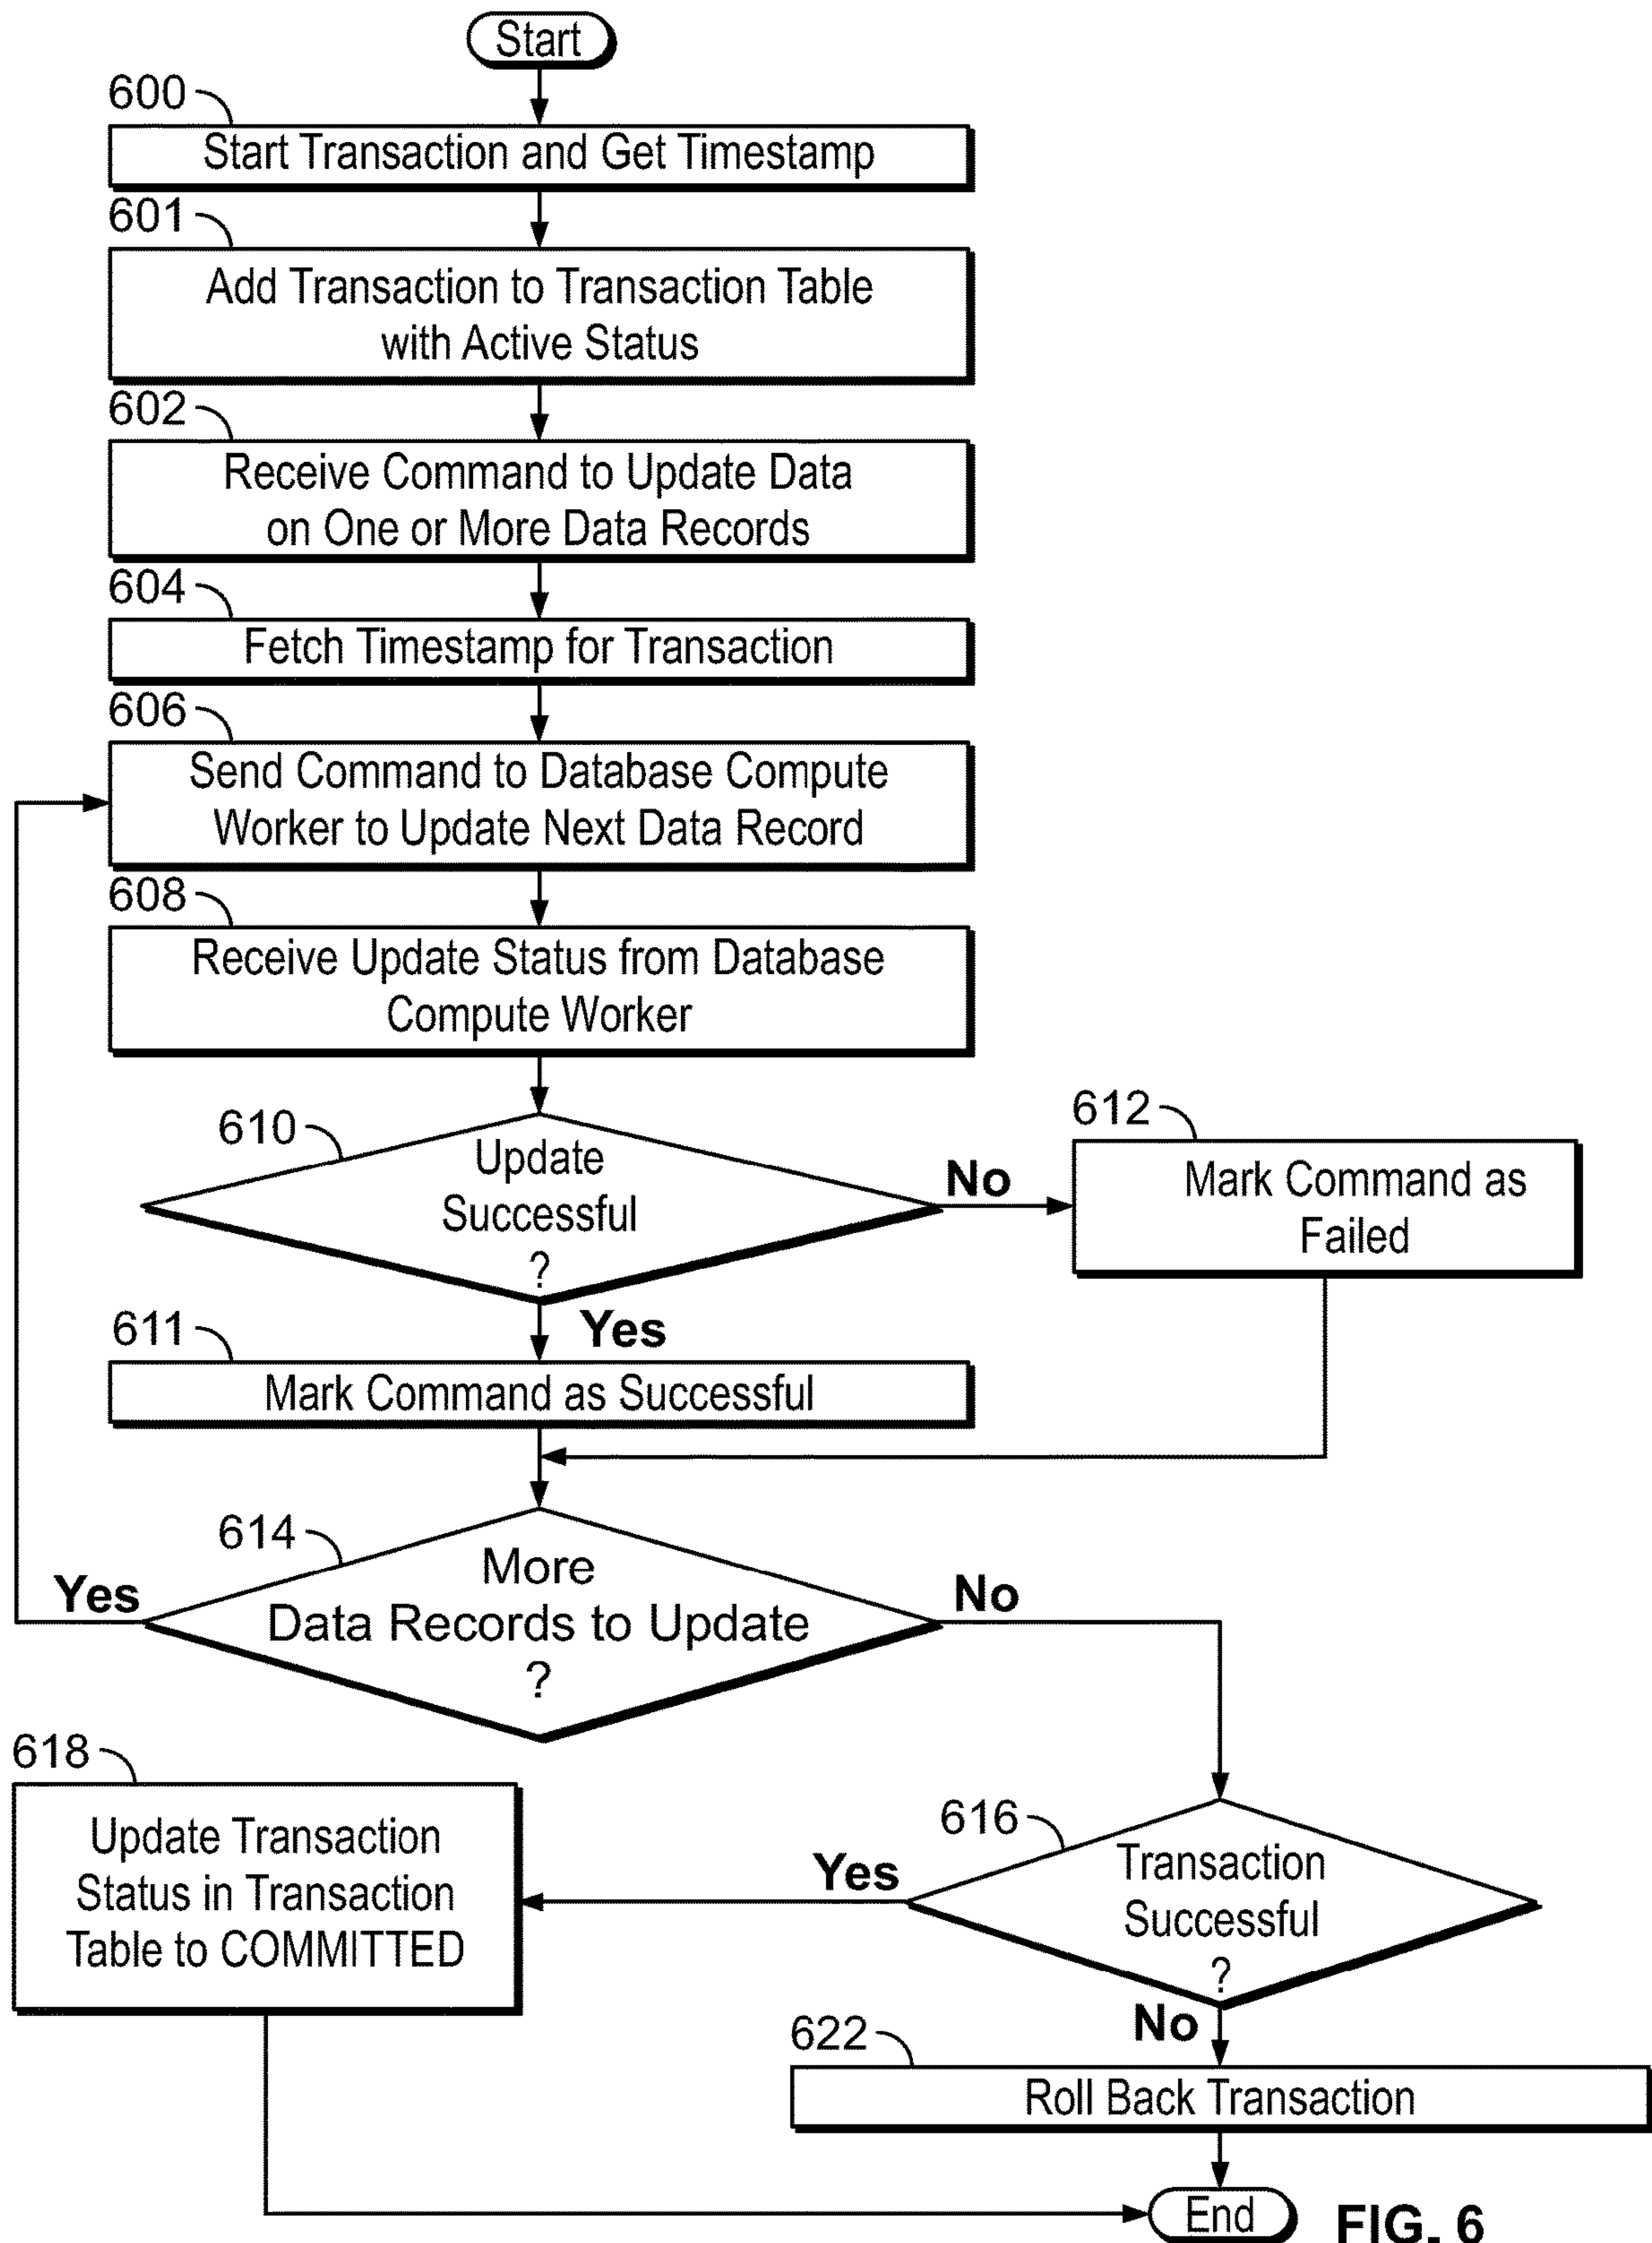 Start
600
Start Transaction and Get Timestamp
601
Add Transaction to Transaction Table
with Active Status
602
Receive Command to Update Data
on One or More Data Records
604
Fetch Timestamp for Transaction
606
Send Command to Database Compute
Worker to Update Next Data Record
608
Receive Update Status from Database
Compute Worker
610
Update
Successful
?
No
612
Mark Command as
Failed
Yes
611
Mark Command as Successful
614
More
Data Records to Update
?
Yes
No
618
Update Transaction
Status in Transaction
Table to COMMITTED
616
Transaction
Successful
?
Yes
No
622
Roll Back Transaction
End
FIG. 6